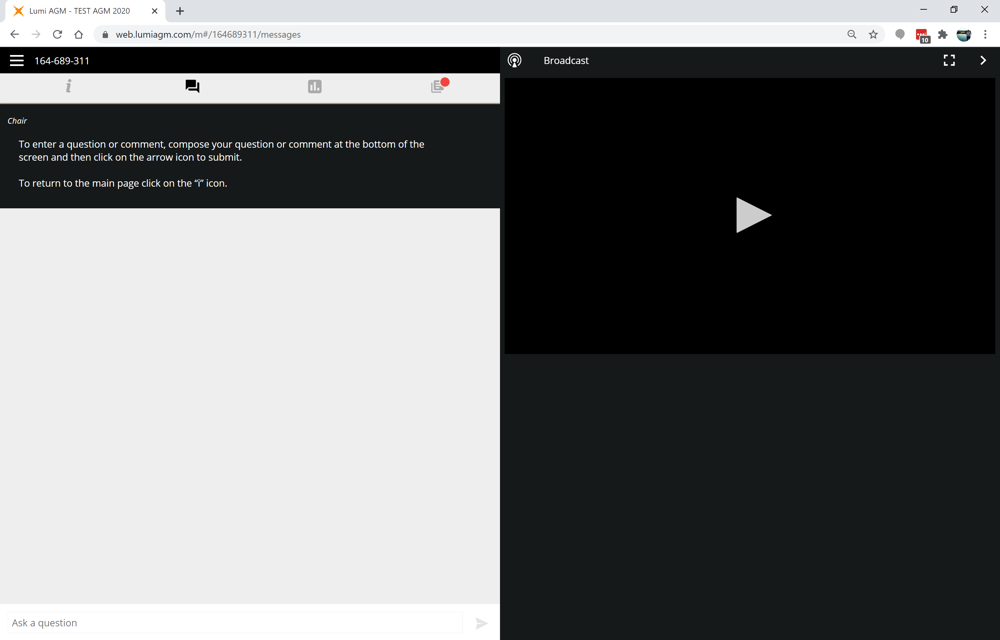 Lumi AGM - TEST AGM 2020
web.lumiagm.com/m#/164689311/messages
10
164-689-311
Broadcast
i
Chair
To enter a question or comment, compose your question or comment at the bottom of the
screen and then click on the arrow icon to submit.
To return to the main page click on the “i” icon.
Ask a question